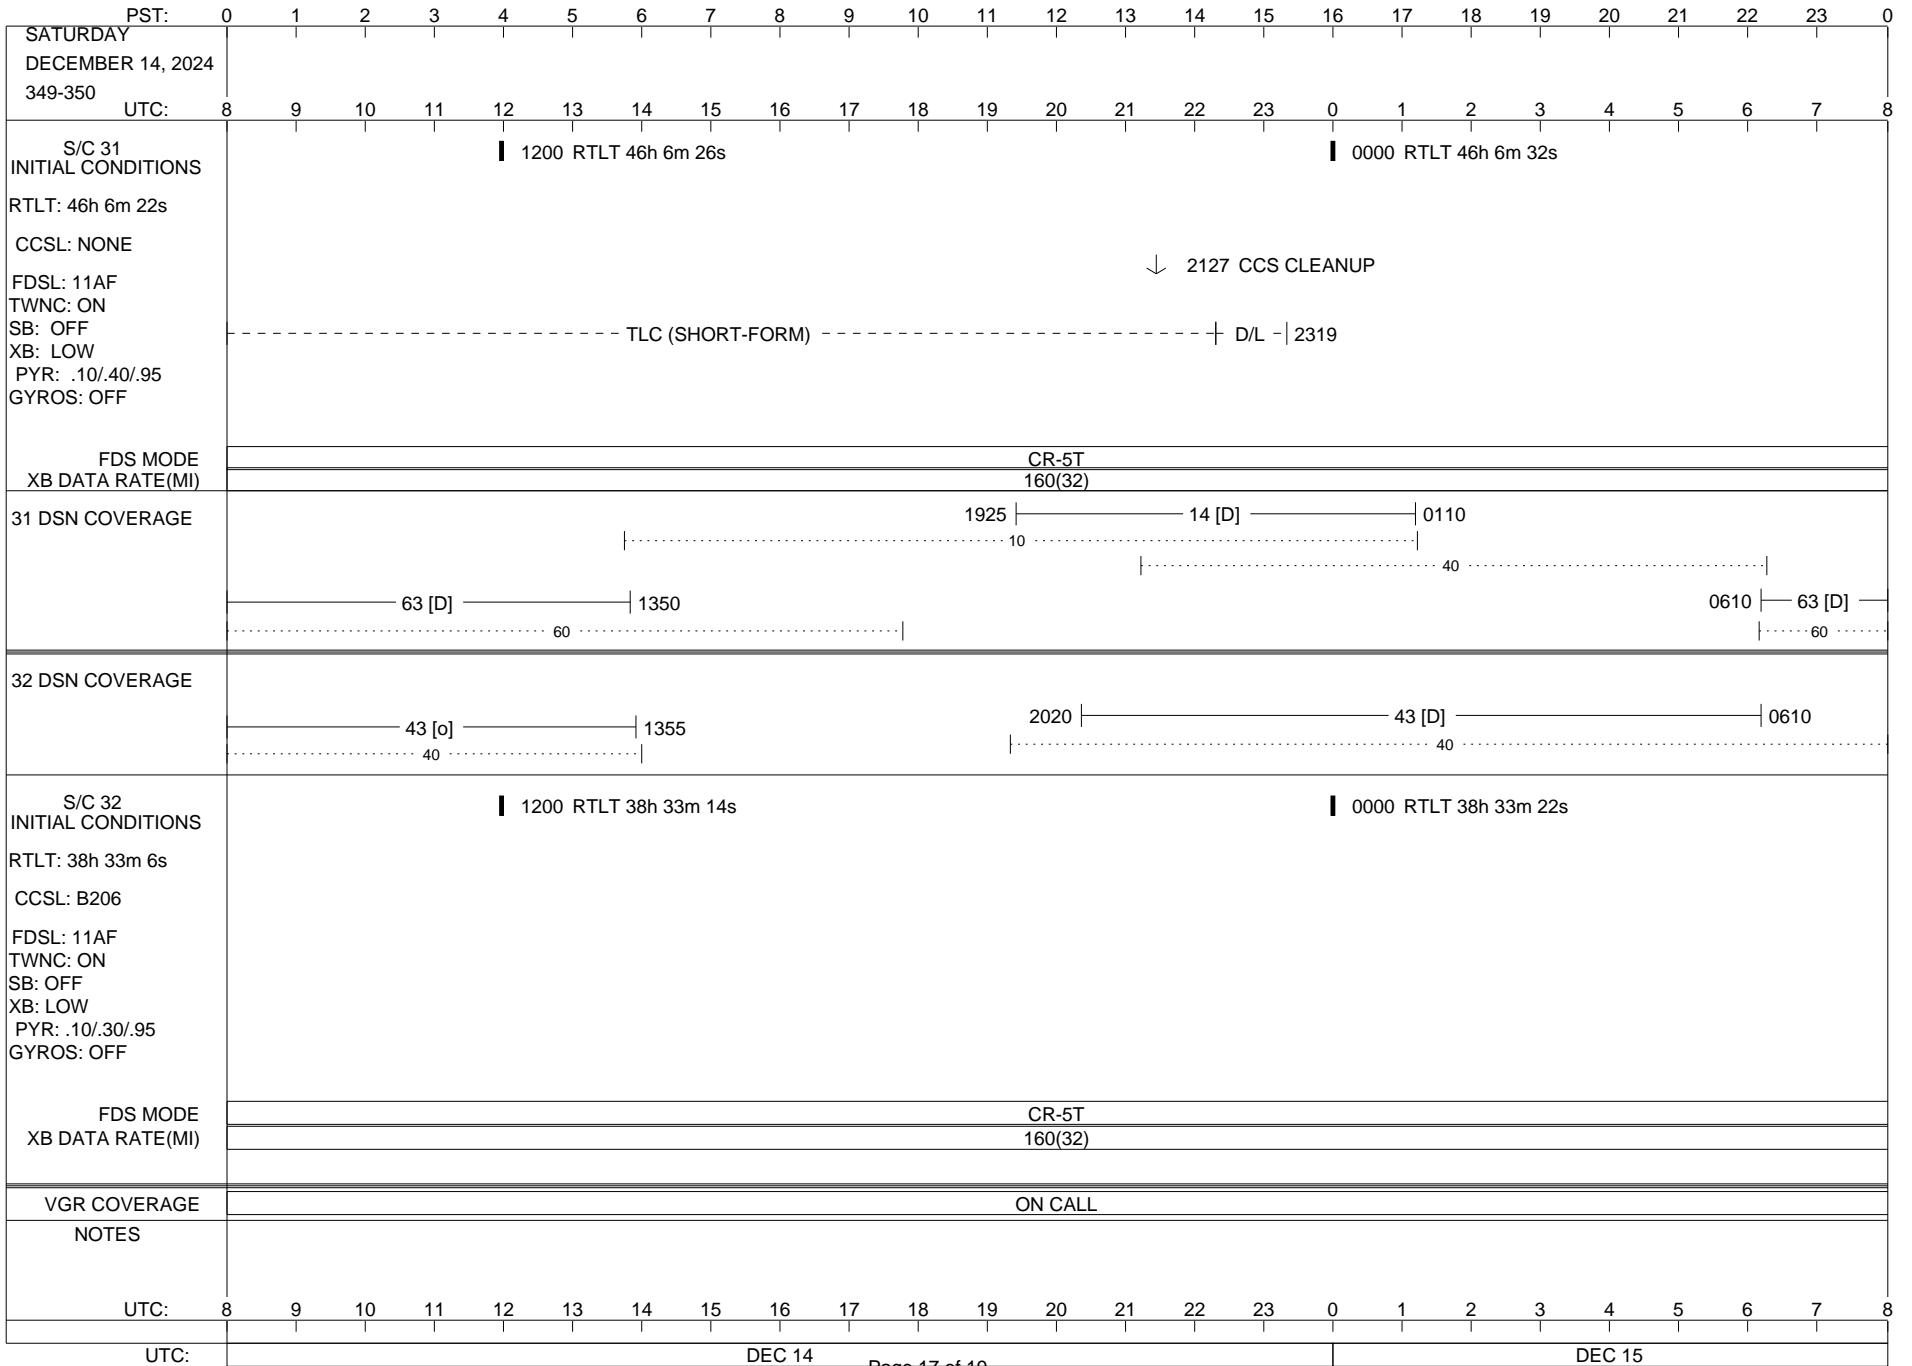 PST: 0 1 2 3 4 5 6 7 8 9 10 11 12 13 14 15 16 17 18 19 20 21 22 23 0
SATURDAY
DECEMBER 14, 2024
349-350
UTC: 8 9 10 11 12 13 14 15 16 17 18 19 20 21 22 23 0 1 2 3 4 5 6 7 8
S/C 31
INITIAL CONDITIONS
1200 RTLT 46h 6m 26s
0000 RTLT 46h 6m 32s
RTLT: 46h 6m 22s
CCSL: NONE
2127 CCS CLEANUP
FDSL: 11AF
TWNC: ON
SB: OFF
TLC (SHORT-FORM) D/L 2319
XB: LOW
PYR: .10/.40/.95
GYROS: OFF
FDS MODE CR-5T
XB DATA RATE(MI) 160(32)
31 DSN COVERAGE
1925 14 [D] 0110
10
40
63 [D] 1350
0610 63 [D]
60
60
32 DSN COVERAGE
2020 43 [D] 0610
43 [o] 1355
40
40
S/C 32
INITIAL CONDITIONS
1200 RTLT 38h 33m 14s
0000 RTLT 38h 33m 22s
RTLT: 38h 33m 6s
CCSL: B206
FDSL: 11AF
TWNC: ON
SB: OFF
XB: LOW
PYR: .10/.30/.95
GYROS: OFF
FDS MODE CR-5T
XB DATA RATE(MI) 160(32)
VGR COVERAGE ON CALL
NOTES
UTC: 8 9 10 11 12 13 14 15 16 17 18 19 20 21 22 23 0 1 2 3 4 5 6 7 8
UTC: DEC 14 DEC 15
Page 17 of 19